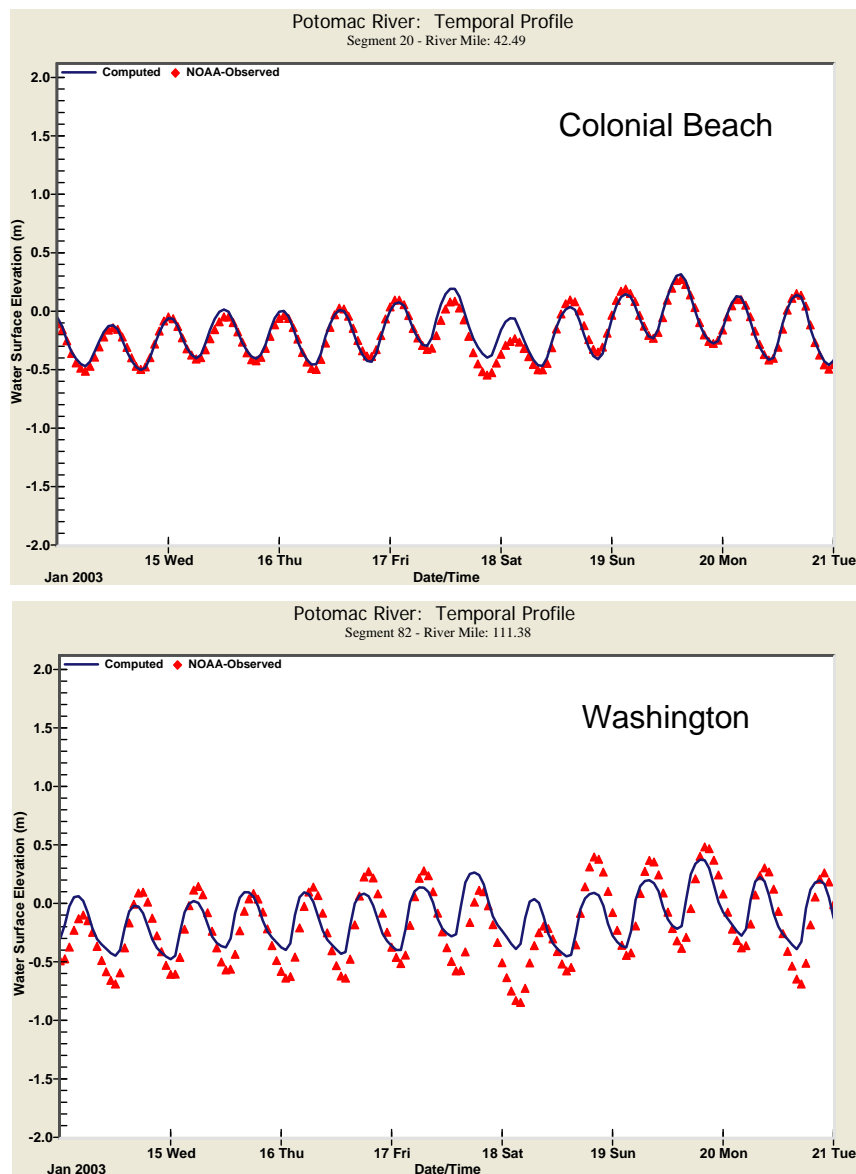 Potomac River: Temporal Profile
Segment 20 - River Mile: 42.49
Computed NOAA-Observed
Colonial Beach
2.0
1.5
1.0
0.5
0.0
-0.5
-1.0
-1.5
-2.0
Water Surface Elevation (m)
15 Wed 16 Thu 17 Fri 18 Sat 19 Sun 20 Mon 21 Tue
Jan 2003 Date/Time
Potomac River: Temporal Profile
Segment 82 - River Mile: 111.38
Computed NOAA-Observed
Washington
2.0
1.5
1.0
0.5
0.0
-0.5
-1.0
-1.5
-2.0
Water Surface Elevation (m)
15 Wed 16 Thu 17 Fri 18 Sat 19 Sun 20 Mon 21 Tue
Jan 2003 Date/Time